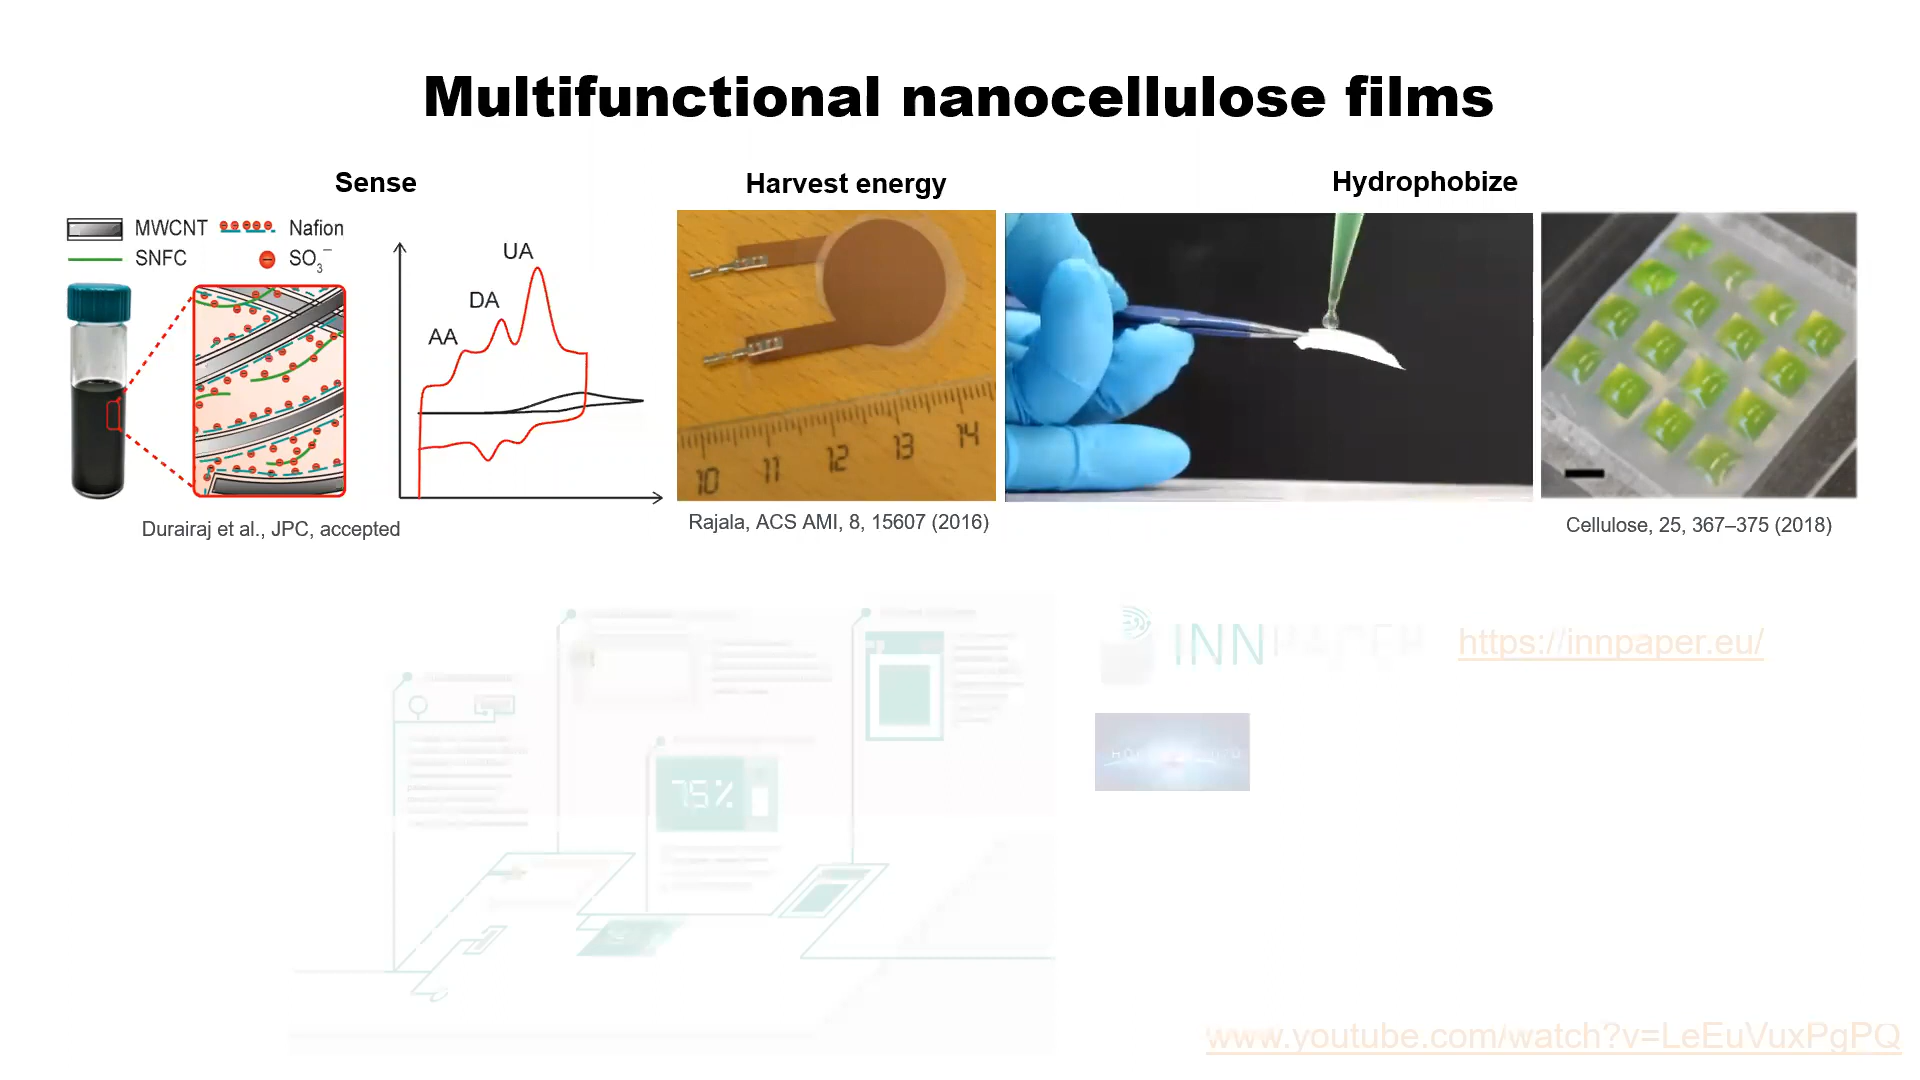 Multifunctional nanocellulose films
Sense
MWCNT
Nafion
SNFC
SO3−
AA
DA
UA
Durairaj et al., JPC, accepted
Harvest energy
10 11 12 13 14
Rajala, ACS AMI, 8, 15607 (2016)
Hydrophobize
Cellulose, 25, 367–375 (2018)
75%
INNPAPER
https://innpaper.eu/
www.youtube.com/watch?v=LeEuVuxPgPQ